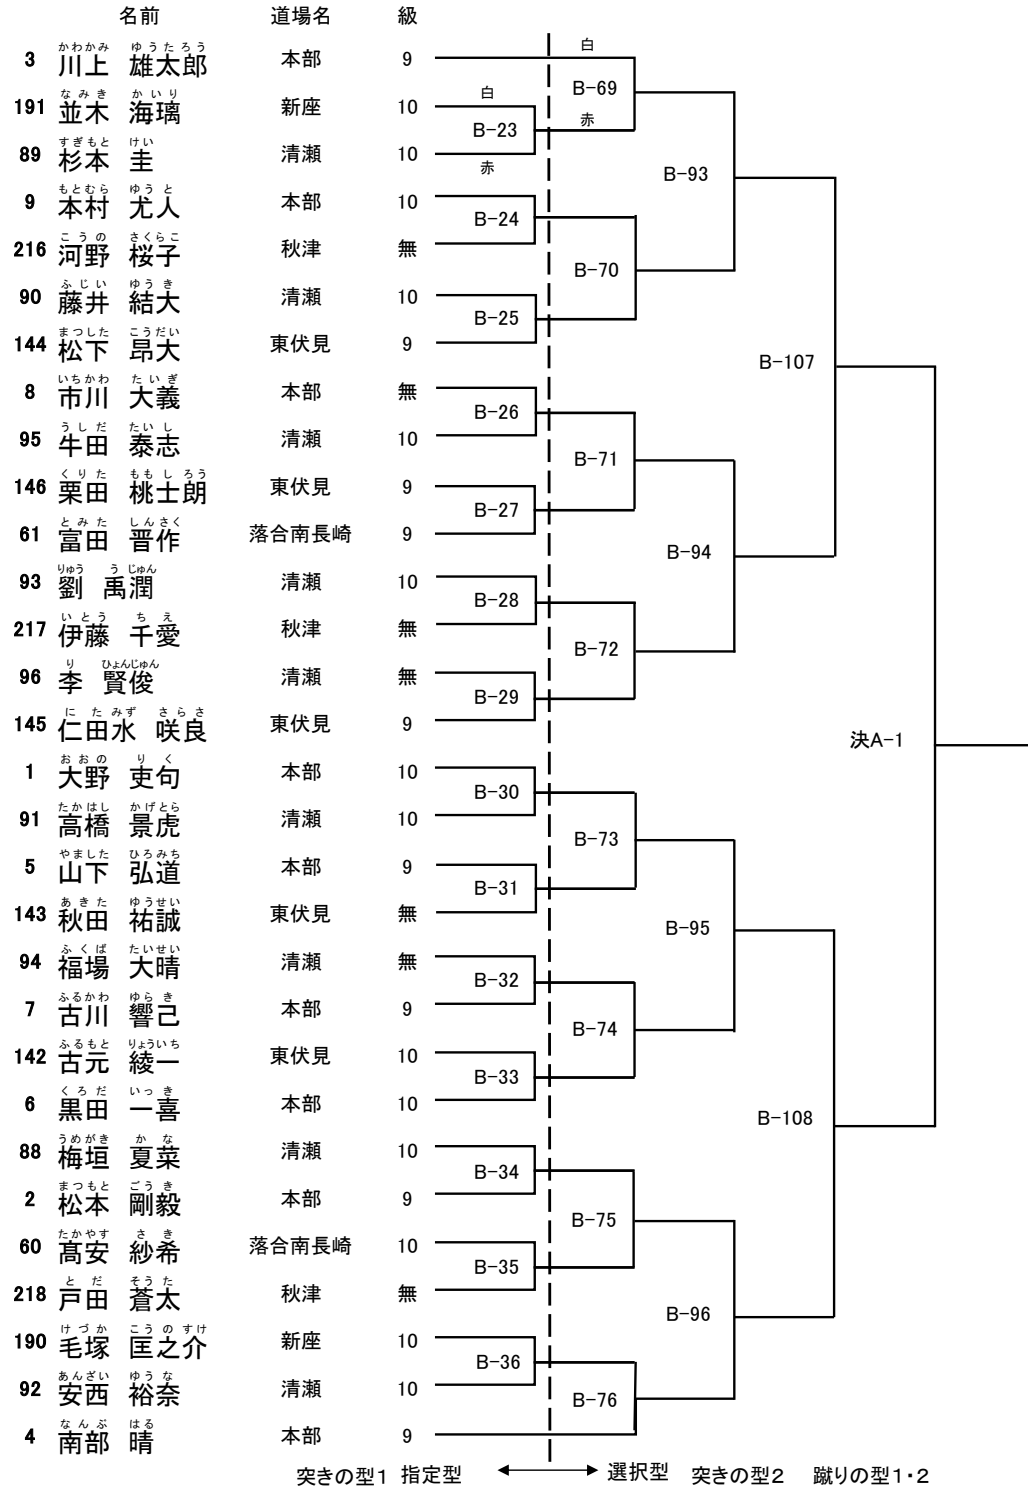 名前 道場名 級
かわかみ ゆうたろう 白
3 川上 雄太郎 本部 9
B-69
なみき かいり 白
191 並木 海璃 新座 10
B-23 赤
すぎもと けい
89 杉本 圭 清瀬 10
赤
B-93
もとむら ゆうと
9 本村 尤人 本部 10
B-24
こうの さくらこ
216 河野 桜子 秋津 無
B-70
ふじい ゆうき
90 藤井 結大 清瀬 10
B-25
まつした こうだい
144 松下 昂大 東伏見 9
B-107
いちかわ たいぎ
8 市川 大義 本部 無
B-26
うしだ たいし
95 牛田 泰志 清瀬 10
B-71
くりた ももしろう
146 栗田 桃士朗 東伏見 9
B-27
とみた しんさく
61 富田 晋作 落合南長崎 9
B-94
りゅう うじゅん
93 劉 禹潤 清瀬 10
B-28
いとう ちえ
217 伊藤 千愛 秋津 無
B-72
り ひょんじゅん
96 李 賢俊 清瀬 無
B-29
にたみず さらさ
145 仁田水 咲良 東伏見 9
決A-1
おおの りく
1 大野 吏句 本部 10
B-30
たかはし かげとら
91 高橋 景虎 清瀬 10
B-73
やました ひろみち
5 山下 弘道 本部 9
B-31
あきた ゆうせい
143 秋田 祐誠 東伏見 無
B-95
ふくば たいせい
94 福場 大晴 清瀬 無
B-32
ふるかわ ゆらき
7 古川 響己 本部 9
B-74
ふるもと りょういち
142 古元 綾一 東伏見 10
B-33
くろだ いっき
6 黒田 一喜 本部 10
B-108
うめがき かな
88 梅垣 夏菜 清瀬 10
B-34
まつもと ごうき
2 松本 剛毅 本部 9
B-75
たかやす さき
60 髙安 紗希 落合南長崎 10
B-35
とだ そうた
218 戸田 蒼太 秋津 無
B-96
けづか こうのすけ
190 毛塚 匡之介 新座 10
B-36
あんざい ゆうな
92 安西 裕奈 清瀬 10
B-76
なんぶ はる
4 南部 晴 本部 9
突きの型1 指定型 選択型 突きの型2 蹴りの型1・2